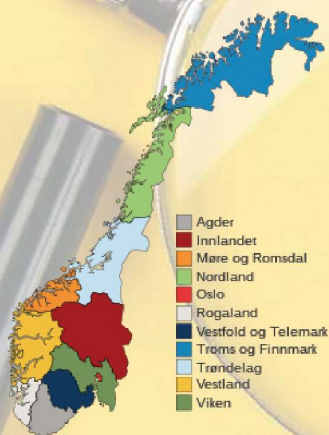 Agder
Innlandet
Møre og Romsdal
Nordland
Oslo
Rogaland
Vestfold og Telemark
Troms og Finnmark
Trøndelag
Vestland
Viken